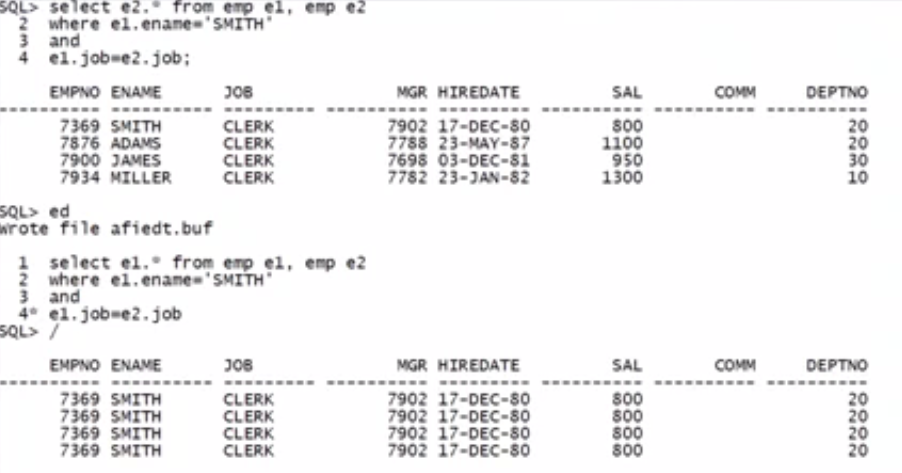 SQL> select e2.* from emp e1, emp e2
2 where e1.ename='SMITH'
3 and
4 e1.job=e2.job;
EMPNO ENAME JOB MGR HIREDATE SAL COMM DEPTNO
---------- ---------- --------- ---------- --------- ---------- ---------- ----------
7369 SMITH CLERK 7902 17-DEC-80 800 20
7876 ADAMS CLERK 7788 23-MAY-87 1100 20
7900 JAMES CLERK 7698 03-DEC-81 950 30
7934 MILLER CLERK 7782 23-JAN-82 1300 10
SQL> ed
Wrote file afiedt.buf
1 select e1.* from emp e1, emp e2
2 where e1.ename='SMITH'
3 and
4* e1.job=e2.job
SQL> /
EMPNO ENAME JOB MGR HIREDATE SAL COMM DEPTNO
---------- ---------- --------- ---------- --------- ---------- ---------- ----------
7369 SMITH CLERK 7902 17-DEC-80 800 20
7369 SMITH CLERK 7902 17-DEC-80 800 20
7369 SMITH CLERK 7902 17-DEC-80 800 20
7369 SMITH CLERK 7902 17-DEC-80 800 20